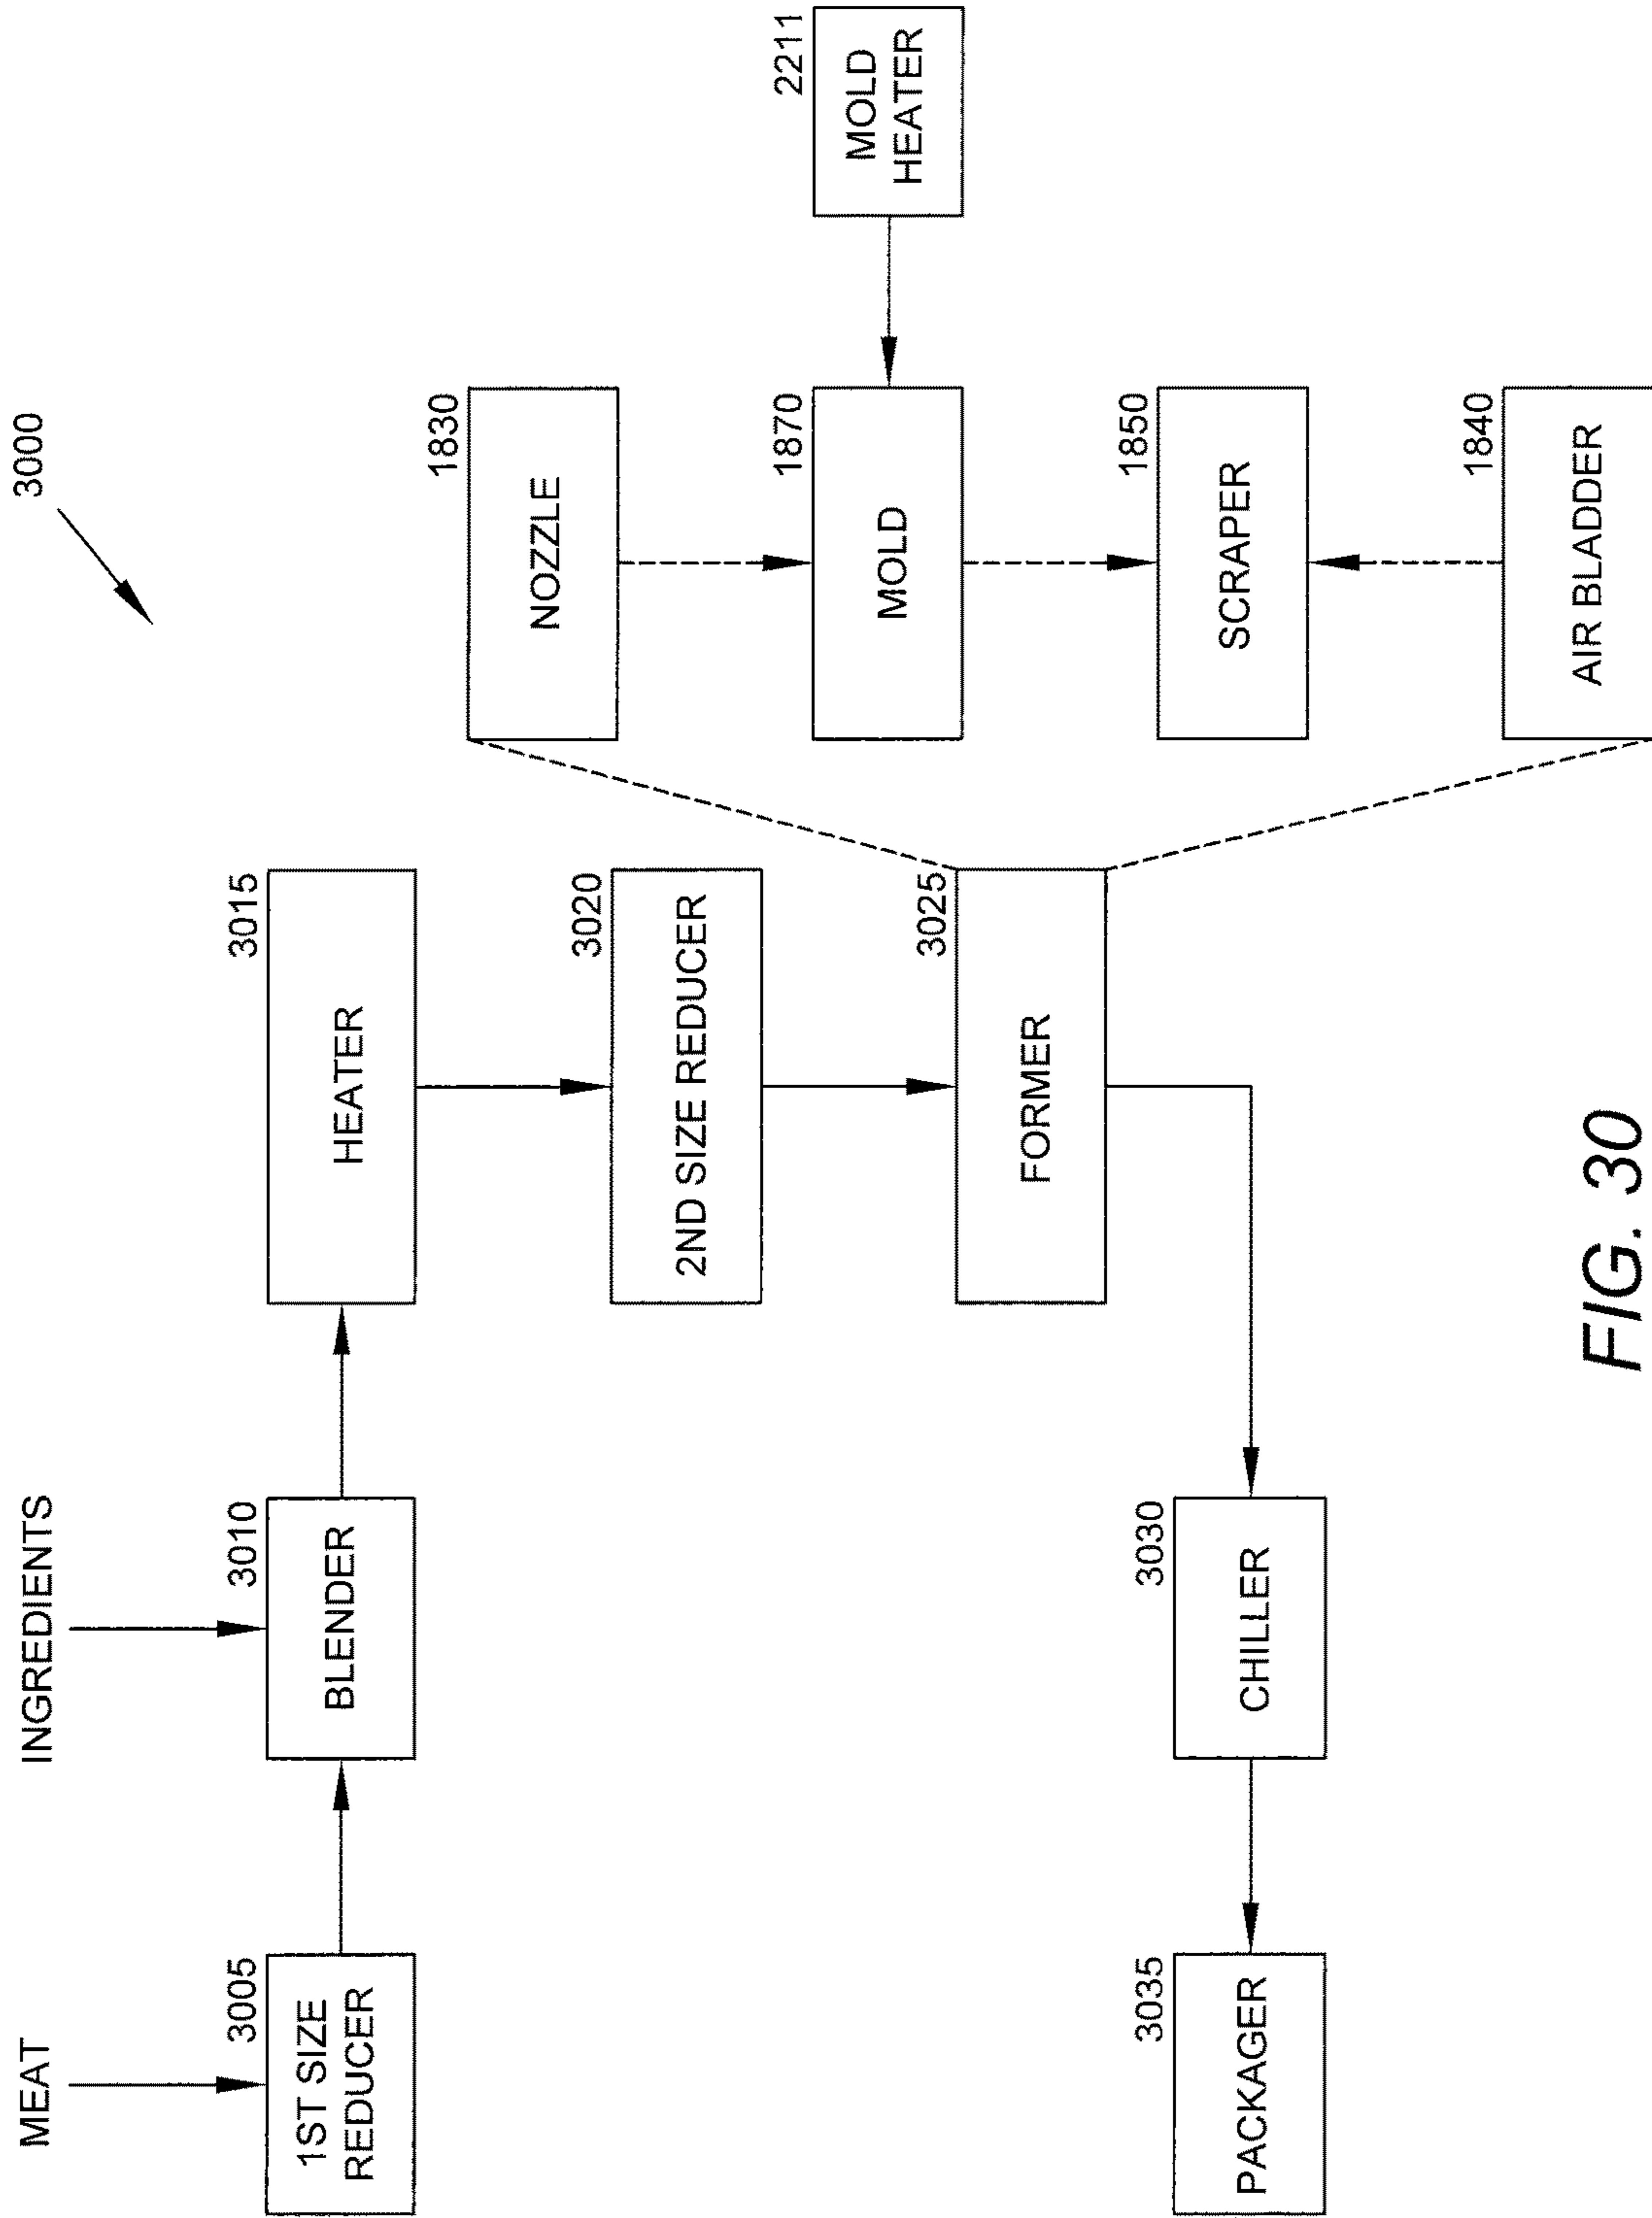 3000
MEAT
INGREDIENTS
3005
1ST SIZE
REDUCER
3010
BLENDER
3015
HEATER
3020
2ND SIZE REDUCER
3025
FORMER
3030
CHILLER
3035
PACKAGER
1830
NOZZLE
1870
MOLD
2211
MOLD
HEATER
1850
SCRAPER
1840
AIR BLADDER
FIG. 30